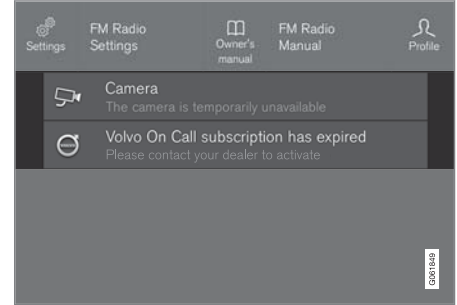 FM Radio
Settings
Settings
Owner's
manual
FM Radio
Manual
Profile
Camera
The camera is temporarily unavailable
Volvo On Call subscription has expired
Please contact your dealer to activate
G061849